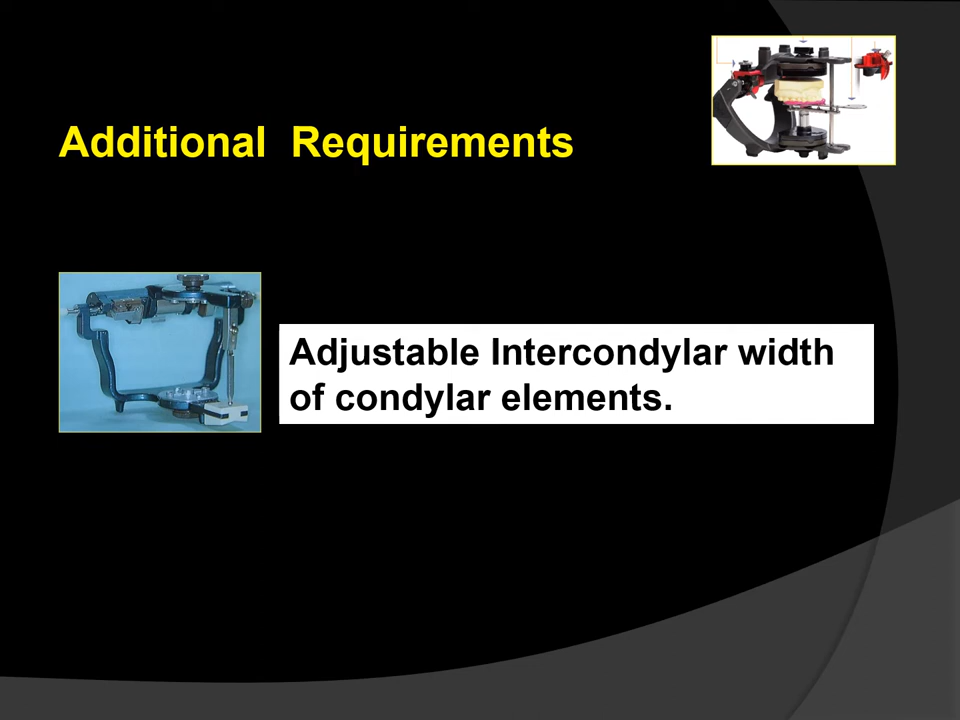 Additional Requirements
Adjustable Intercondylar width
of condylar elements.